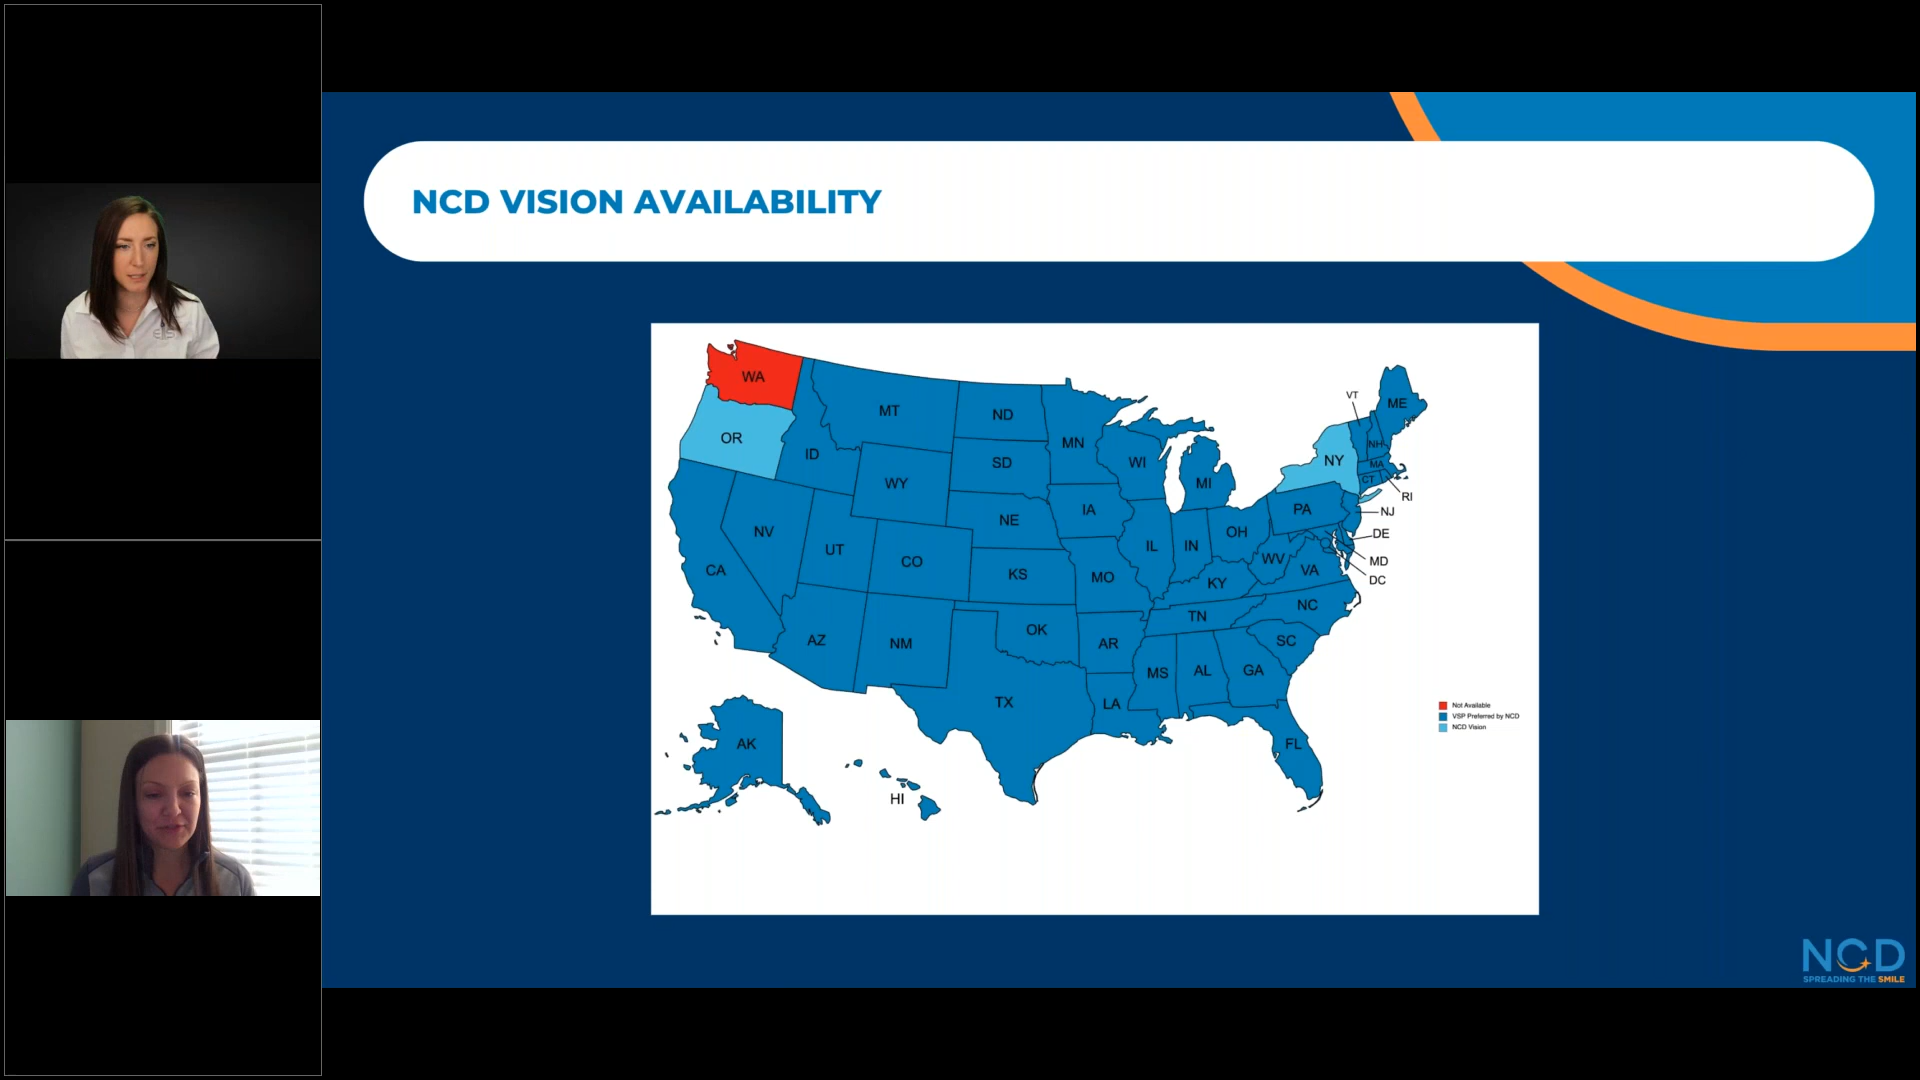 NCD VISION AVAILABILITY
WA
OR
MT
ID
ND
SD
MN
WI
MI
WY
NE
IA
NV
UT
CO
KS
MO
IL
IN
OH
PA
NY
VT
ME
NH
MA
CT
RI
NJ
DE
MD
DC
WV
VA
KY
NC
TN
SC
CA
AZ
NM
OK
AR
MS
AL
GA
TX
LA
FL
AK
HI
Not Available
VSP Preferred by NCD
NCD Vision
NCD
SPREADING THE SMILE